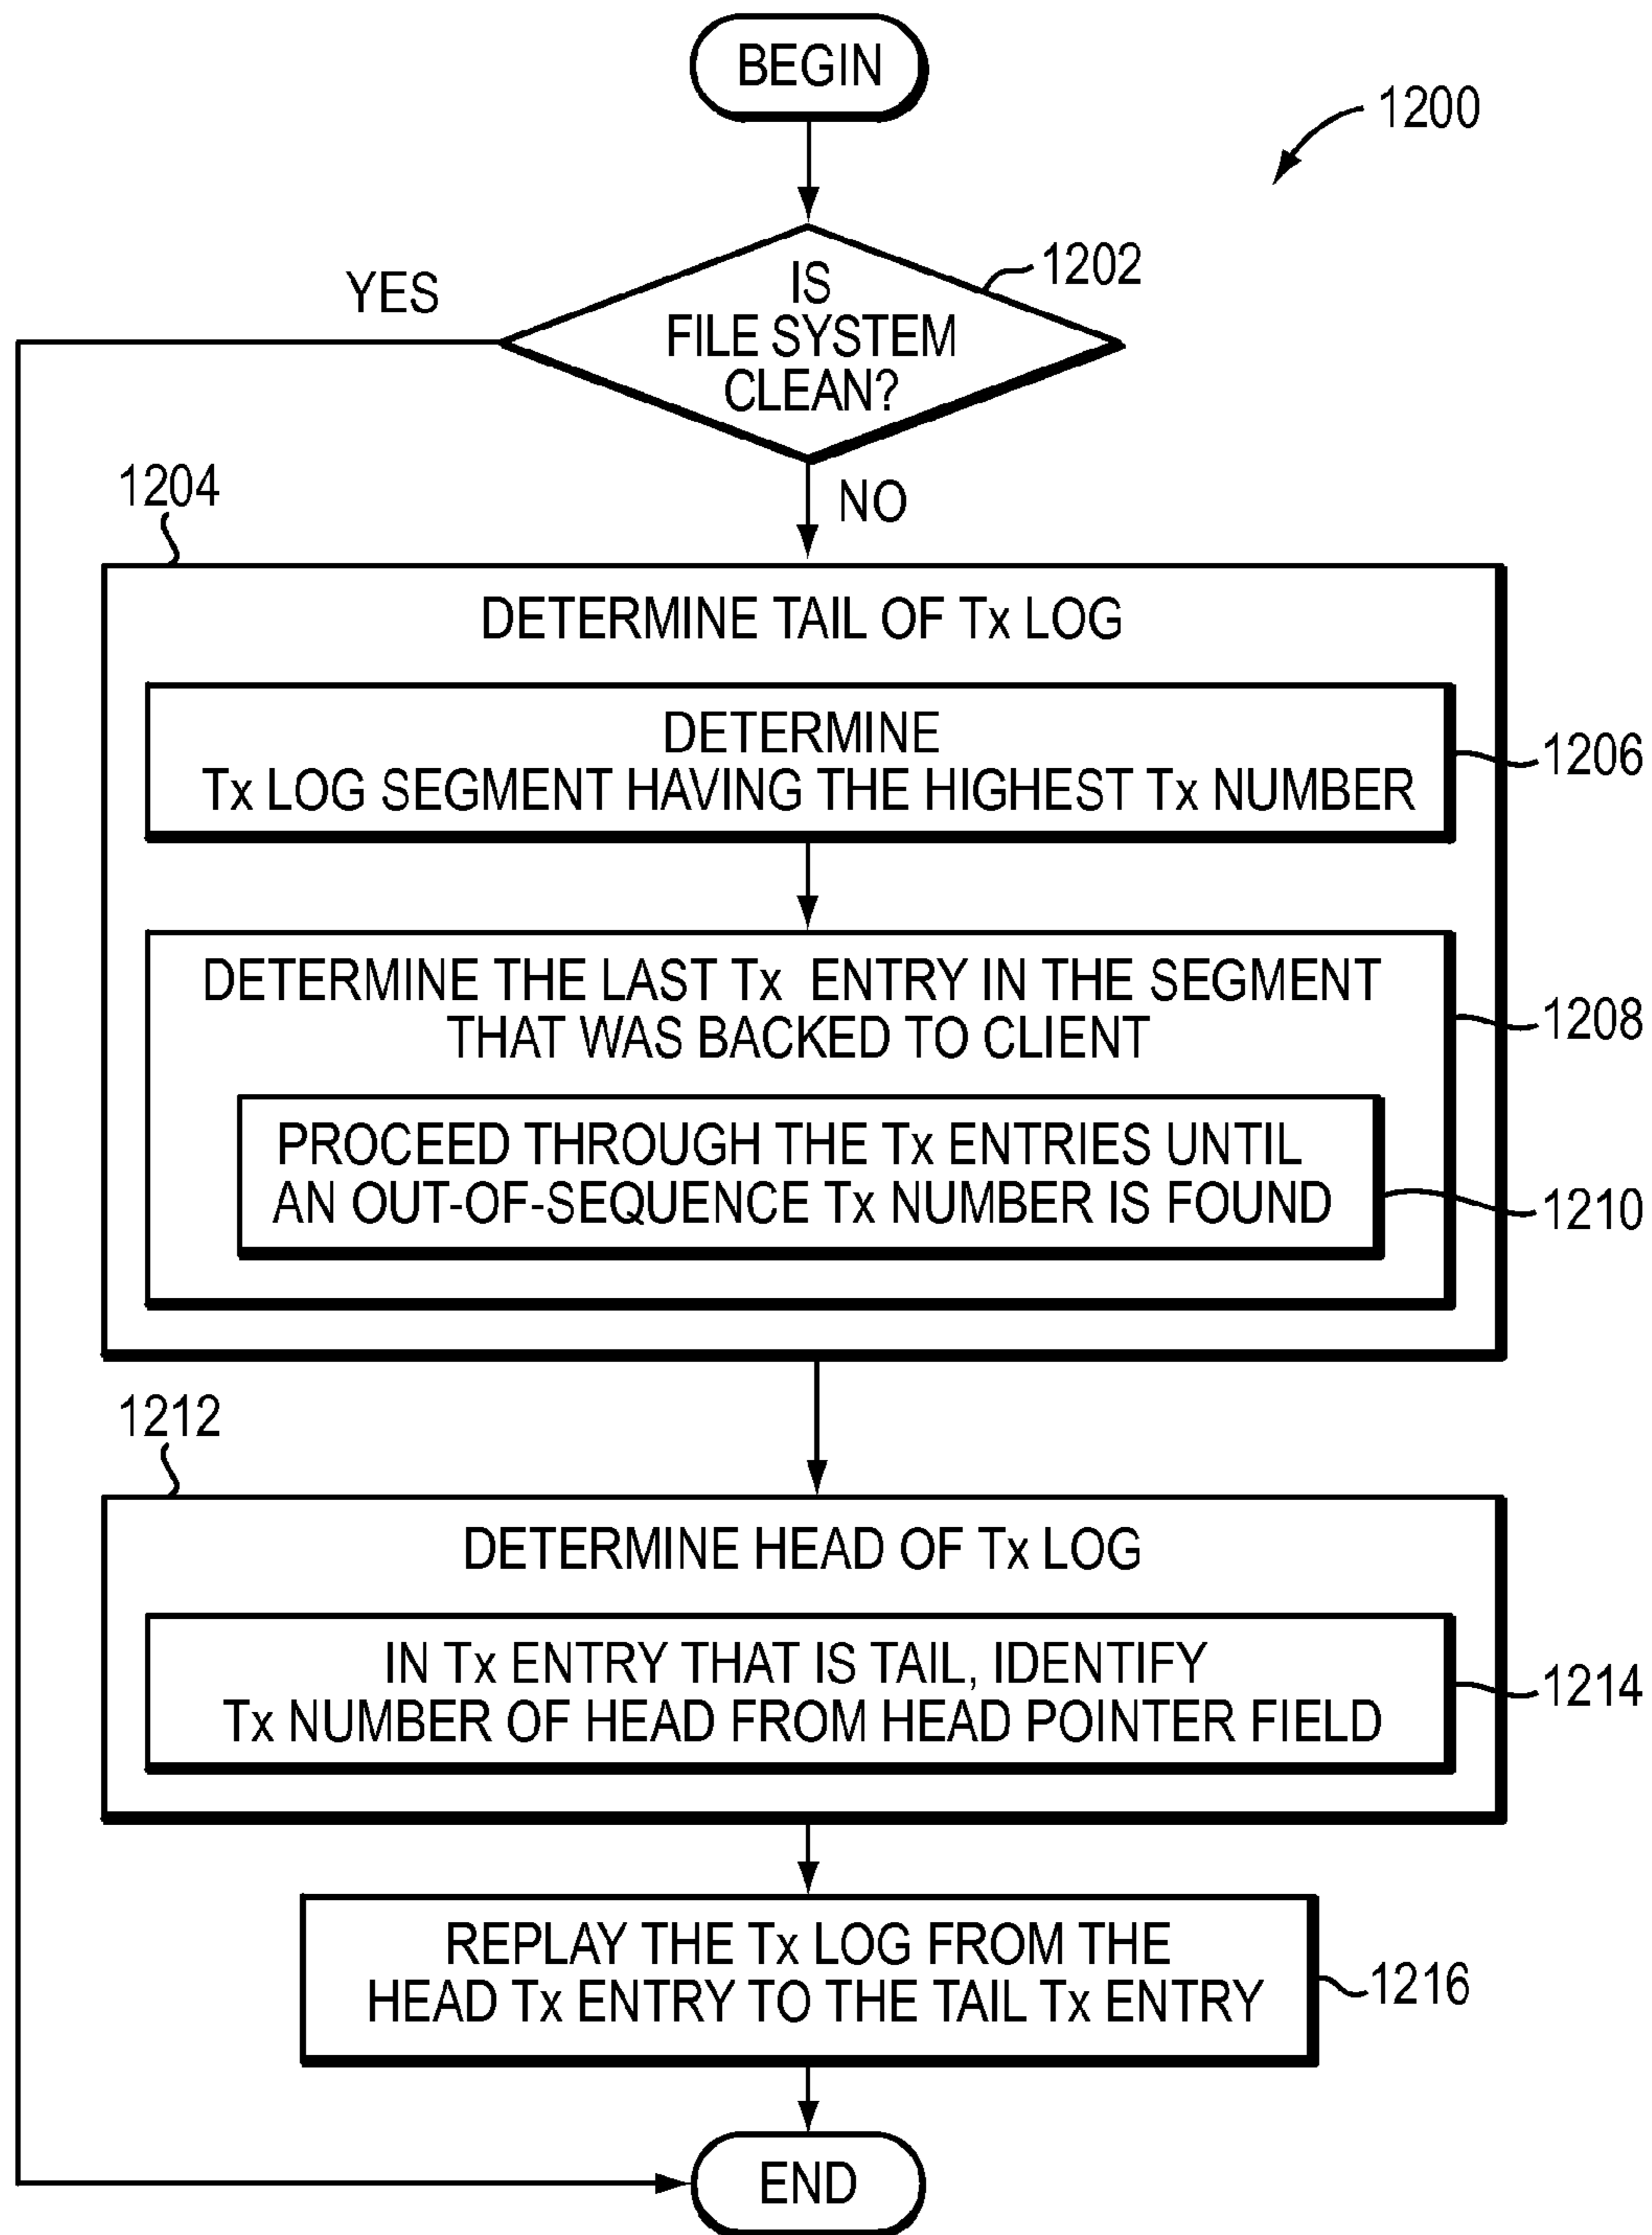 BEGIN
1200
1202
YES
IS
FILE SYSTEM
CLEAN?
NO
1204
DETERMINE TAIL OF Tx LOG
DETERMINE
Tx LOG SEGMENT HAVING THE HIGHEST Tx NUMBER
1206
DETERMINE THE LAST Tx ENTRY IN THE SEGMENT
THAT WAS BACKED TO CLIENT
1208
PROCEED THROUGH THE Tx ENTRIES UNTIL
AN OUT-OF-SEQUENCE Tx NUMBER IS FOUND
1210
1212
DETERMINE HEAD OF Tx LOG
IN Tx ENTRY THAT IS TAIL, IDENTIFY
Tx NUMBER OF HEAD FROM HEAD POINTER FIELD
1214
REPLAY THE Tx LOG FROM THE
HEAD Tx ENTRY TO THE TAIL Tx ENTRY
1216
END